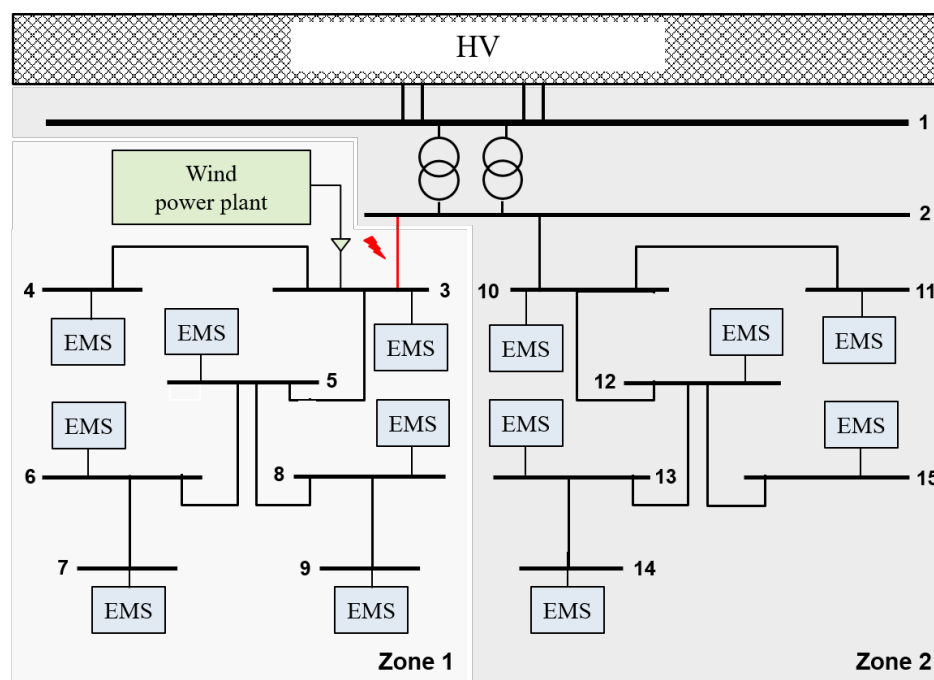 HV
1
Wind
power plant
2
4
3
10
11
EMS
EMS
EMS
EMS
EMS
EMS
5
12
EMS
EMS
EMS
EMS
6
8
13
15
7
9
14
EMS
EMS
EMS
Zone 1
Zone 2